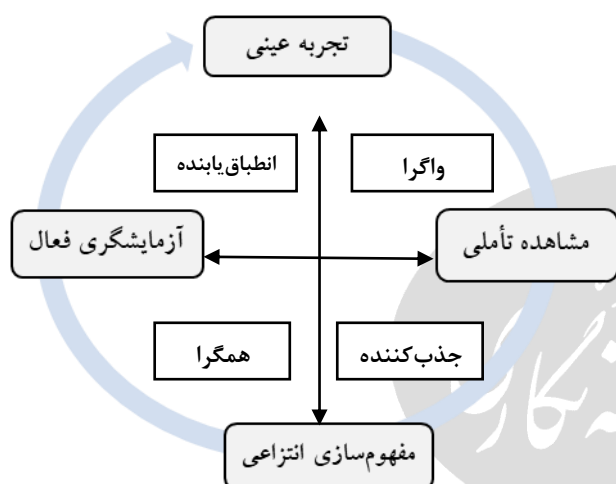 تجربه عینی
واگرا
انطباق‌یابنده
مشاهده تأملی
آزمایشگری فعال
جذب‌کننده
همگرا
مفهوم‌سازی انتزاعی